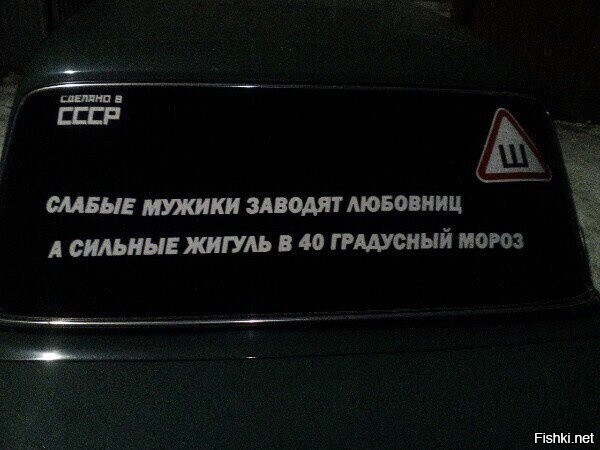 СДЕЛАНО В
СССР
Ш
СЛАБЫЕ МУЖИКИ ЗАВОДЯТ ЛЮБОВНИЦ
А СИЛЬНЫЕ ЖИГУЛЬ В 40 ГРАДУСНЫЙ МОРОЗ
Fishki.net